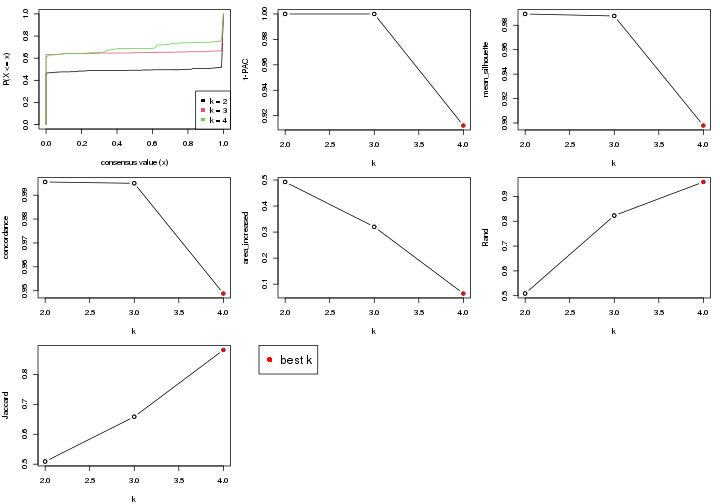 P(X <= x)
0.0 0.2 0.4 0.6 0.8 1.0
k = 2
k = 3
k = 4
0.0 0.2 0.4 0.6 0.8 1.0
consensus value (x)
1-PAC
0.92 0.94 0.96 0.98 1.00
2.0 2.5 3.0 3.5 4.0
k
mean_silhouette
0.90 0.92 0.94 0.96 0.98
2.0 2.5 3.0 3.5 4.0
k
concordance
0.95 0.96 0.97 0.98 0.99
2.0 2.5 3.0 3.5 4.0
k
area_increased
0.1 0.2 0.3 0.4 0.5
2.0 2.5 3.0 3.5 4.0
k
Rand
0.5 0.6 0.7 0.8 0.9
2.0 2.5 3.0 3.5 4.0
k
Jaccard
0.5 0.6 0.7 0.8
2.0 2.5 3.0 3.5 4.0
k
best k